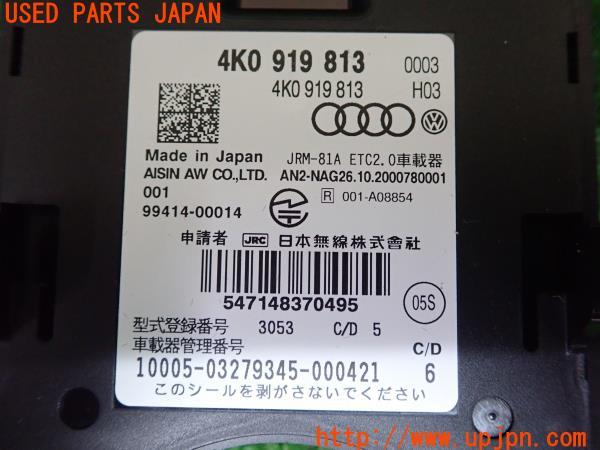 USED PARTS JAPAN
4K0 919 813 0003
4K0 919 813 H03
Made in Japan JRM-81A ETC2.0車載器
AISIN AW CO.,LTD. AN2-NAG26.10.2000780001
001
R 001-A08854
99414-00014
申請者 JRC 日本無線株式会社
547148370495
05S
型式登録番号 3053 C/D 5
車載器管理番号 C/D
10005-03279345-000421 6
このシールを剥がさないでください
http://www.upjpn.com